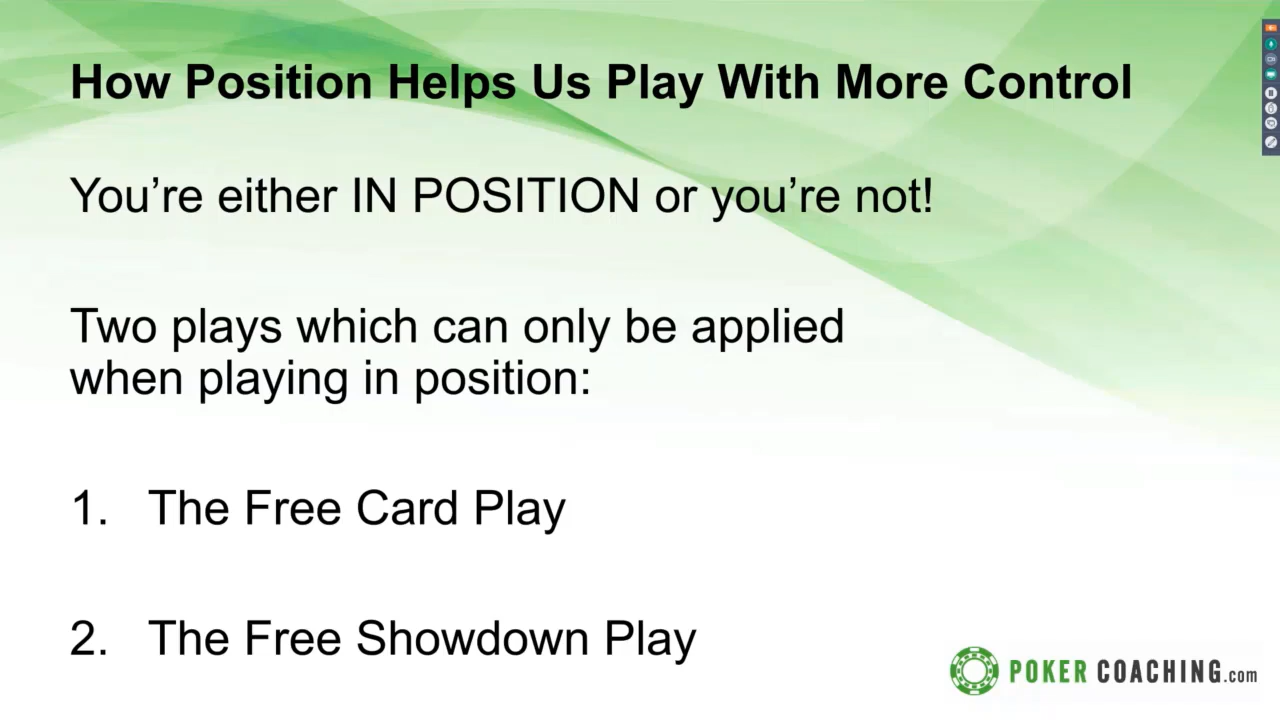 How Position Helps Us Play With More Control
You’re either IN POSITION or you’re not!
Two plays which can only be applied
when playing in position:
1. The Free Card Play
2. The Free Showdown Play
POKER COACHING.com